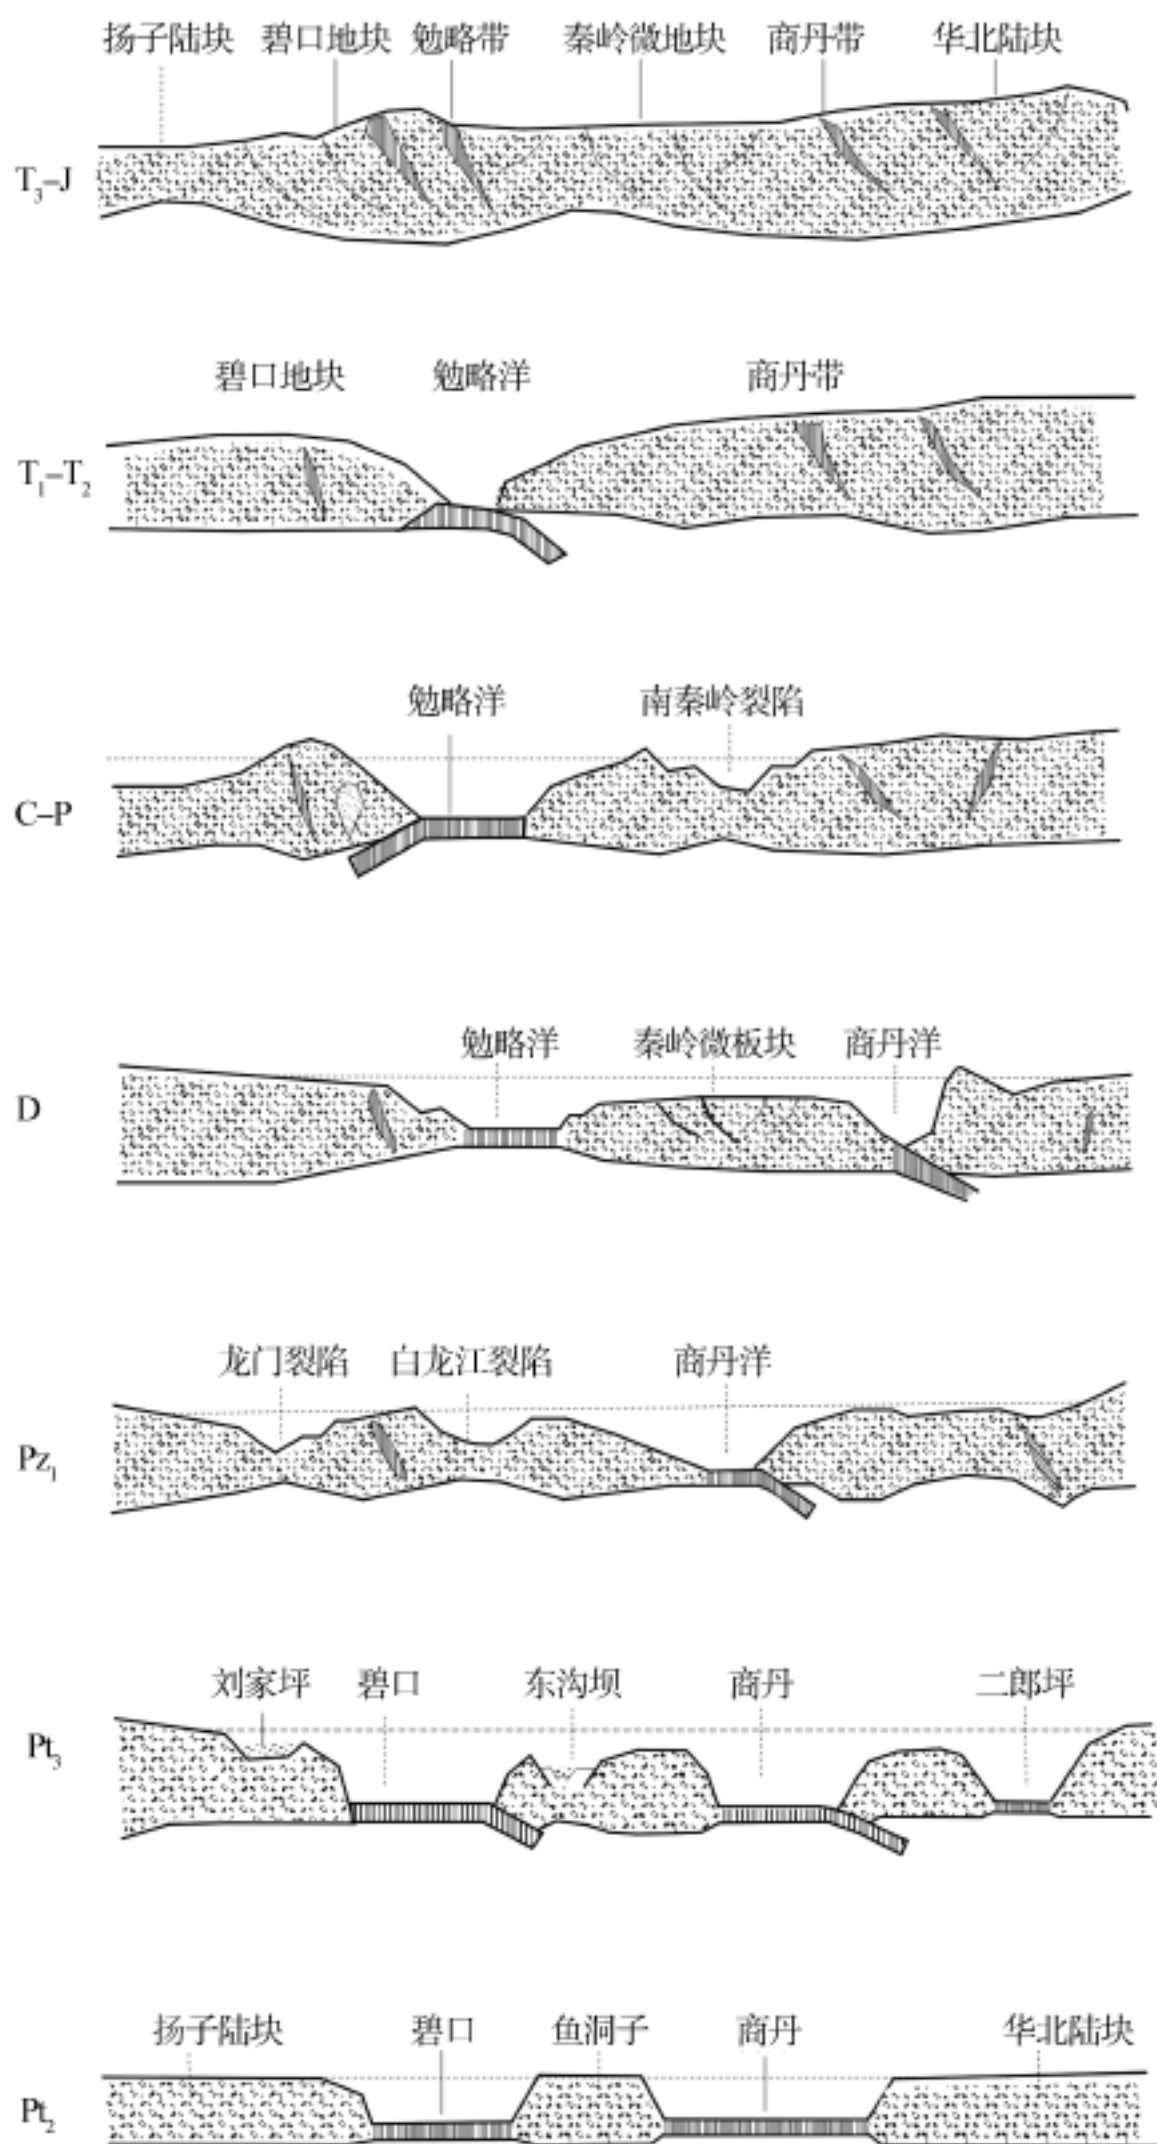 扬子陆块 碧口地块 勉略带 秦岭微地块 商丹带 华北陆块
T₃–J
碧口地块 勉略洋 商丹带
T₁–T₂
勉略洋 南秦岭裂陷
C–P
勉略洋 秦岭微板块 商丹洋
D
龙门裂陷 白龙江裂陷 商丹洋
Pz₁
刘家坪 碧口 东沟坝 商丹 二郎坪
Pt₃
扬子陆块 碧口 鱼洞子 商丹 华北陆块
Pt₂